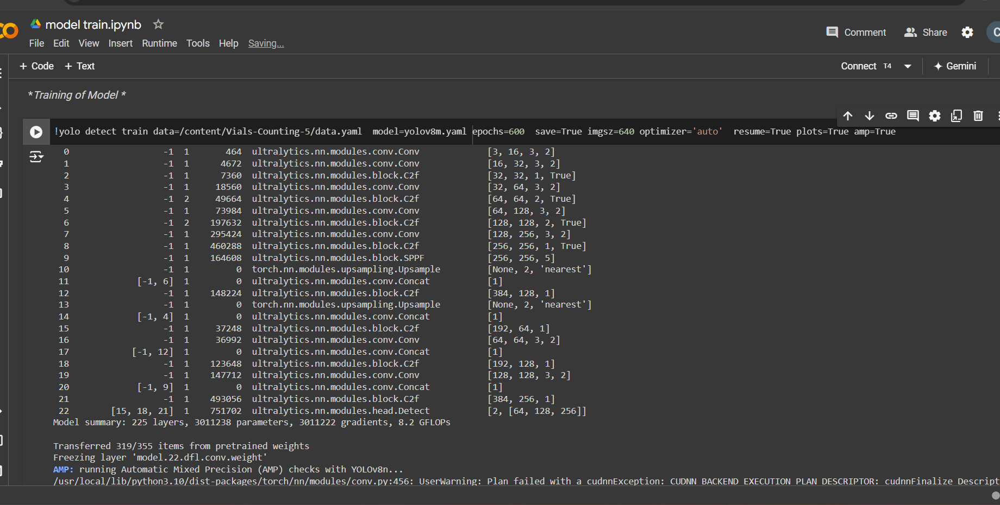 model train.ipynb
Comment Share
File Edit View Insert Runtime Tools Help Saving...
+ Code + Text Connect T4 Gemini
*Training of Model *
!yolo detect train data=/content/Vials-Counting-5/data.yaml  model=yolov8m.yaml epochs=600  save=True imgsz=640 optimizer='auto'  resume=True plots=True amp=True
0 -1 1 464 ultralytics.nn.modules.conv.Conv [3, 16, 3, 2]
1 -1 1 4672 ultralytics.nn.modules.conv.Conv [16, 32, 3, 2]
2 -1 1 7360 ultralytics.nn.modules.block.C2f [32, 32, 1, True]
3 -1 1 18560 ultralytics.nn.modules.conv.Conv [32, 64, 3, 2]
4 -1 2 49664 ultralytics.nn.modules.block.C2f [64, 64, 2, True]
5 -1 1 73984 ultralytics.nn.modules.conv.Conv [64, 128, 3, 2]
6 -1 2 197632 ultralytics.nn.modules.block.C2f [128, 128, 2, True]
7 -1 1 295424 ultralytics.nn.modules.conv.Conv [128, 256, 3, 2]
8 -1 1 460288 ultralytics.nn.modules.block.C2f [256, 256, 1, True]
9 -1 1 164608 ultralytics.nn.modules.block.SPPF [256, 256, 5]
10 -1 1 0 torch.nn.modules.upsampling.Upsample [None, 2, 'nearest']
11 [-1, 6] 1 0 ultralytics.nn.modules.conv.Concat [1]
12 -1 1 148224 ultralytics.nn.modules.block.C2f [384, 128, 1]
13 -1 1 0 torch.nn.modules.upsampling.Upsample [None, 2, 'nearest']
14 [-1, 4] 1 0 ultralytics.nn.modules.conv.Concat [1]
15 -1 1 37248 ultralytics.nn.modules.block.C2f [192, 64, 1]
16 -1 1 36992 ultralytics.nn.modules.conv.Conv [64, 64, 3, 2]
17 [-1, 12] 1 0 ultralytics.nn.modules.conv.Concat [1]
18 -1 1 123648 ultralytics.nn.modules.block.C2f [192, 128, 1]
19 -1 1 147712 ultralytics.nn.modules.conv.Conv [128, 128, 3, 2]
20 [-1, 9] 1 0 ultralytics.nn.modules.conv.Concat [1]
21 -1 1 493056 ultralytics.nn.modules.block.C2f [384, 256, 1]
22 [15, 18, 21] 1 751702 ultralytics.nn.modules.head.Detect [2, [64, 128, 256]]
Model summary: 225 layers, 3011238 parameters, 3011222 gradients, 8.2 GFLOPs
Transferred 319/355 items from pretrained weights
Freezing layer 'model.22.dfl.conv.weight'
AMP: running Automatic Mixed Precision (AMP) checks with YOLOv8n...
/usr/local/lib/python3.10/dist-packages/torch/nn/modules/conv.py:456: UserWarning: Plan failed with a cudnnException: CUDNN_BACKEND_EXECUTION_PLAN_DESCRIPTOR: cudnnFinalize Descript